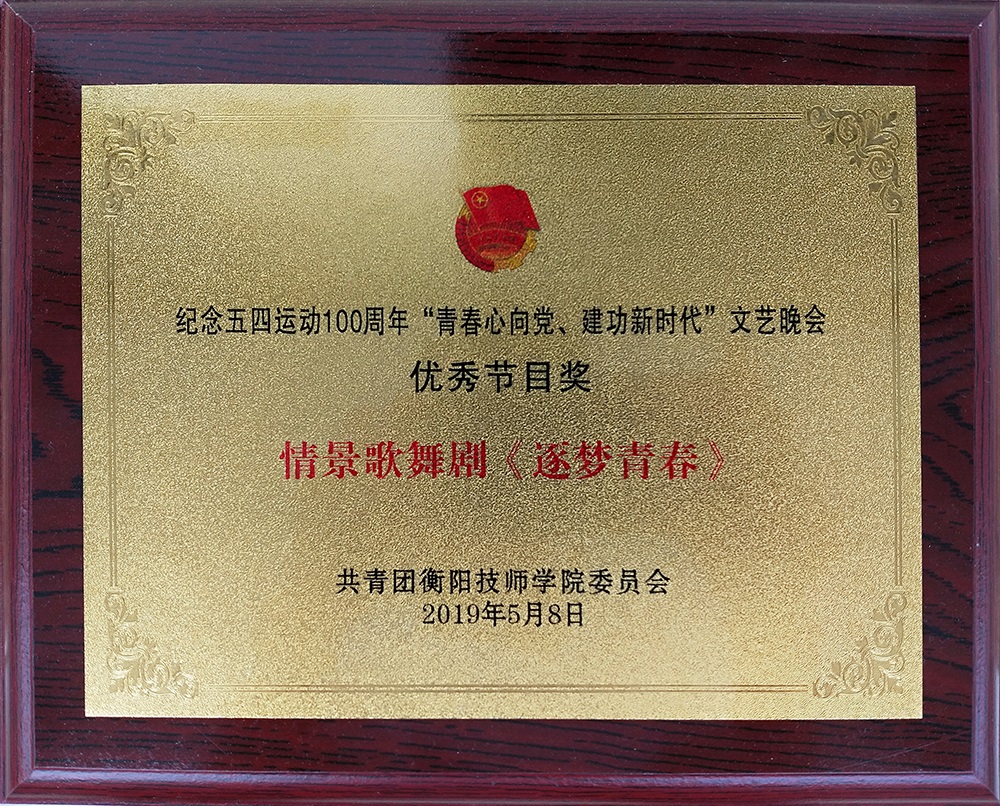 纪念五四运动100周年“青春心向党、建功新时代”文艺晚会
优秀节目奖
情景歌舞剧《逐梦青春》
共青团衡阳技师学院委员会
2019年5月8日